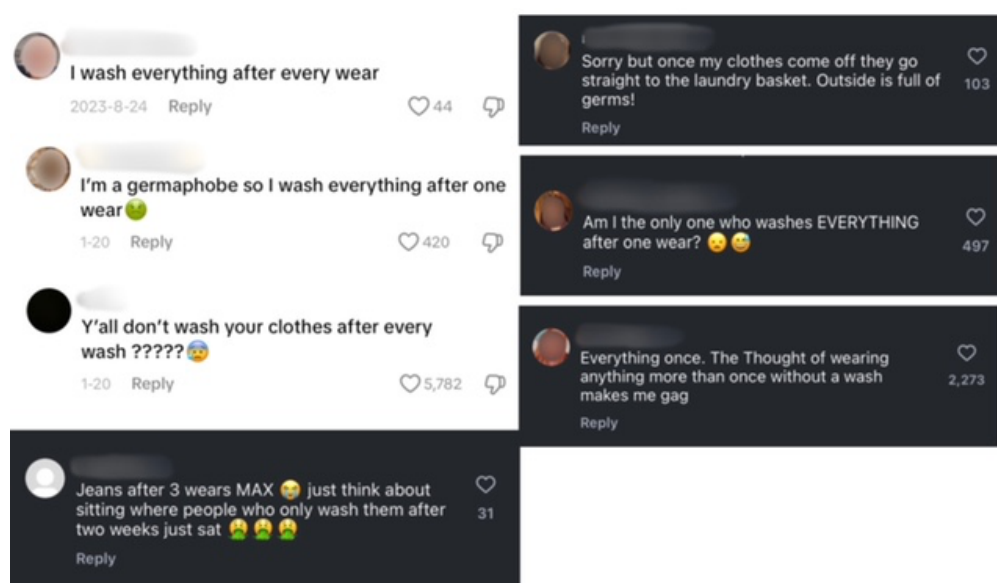 I wash everything after every wear
2023-8-24 Reply 44
I'm a germaphobe so I wash everything after one
wear🤢
1-20 Reply 420
Y'all don't wash your clothes after every
wash ?????😰
1-20 Reply 5,782
Jeans after 3 wears MAX 😭 just think about
sitting where people who only wash them after
two weeks just sat 🤮🤮🤮
31
Reply
Sorry but once my clothes come off they go
straight to the laundry basket. Outside is full of
germs!
103
Reply
Am I the only one who washes EVERYTHING
after one wear? 😟😅
497
Reply
Everything once. The Thought of wearing
anything more than once without a wash
makes me gag
2,273
Reply